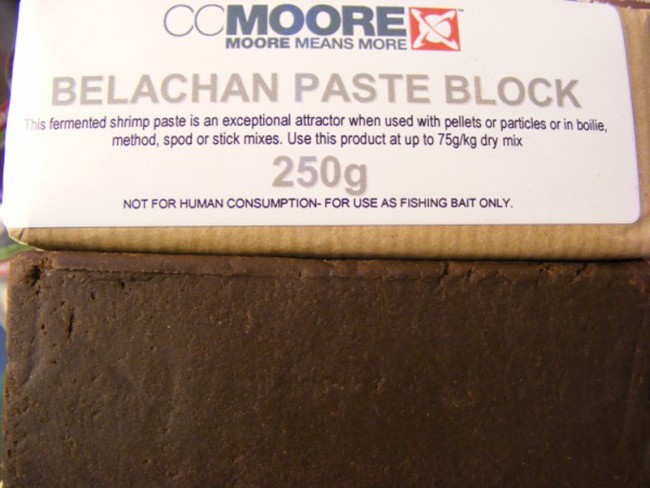 CCMOORE™
MOORE MEANS MORE
BELACHAN PASTE BLOCK
This fermented shrimp paste is an exceptional attractor when used with pellets or particles or in boilie,
method, spod or stick mixes. Use this product at up to 75g/kg dry mix
250g
NOT FOR HUMAN CONSUMPTION- FOR USE AS FISHING BAIT ONLY.